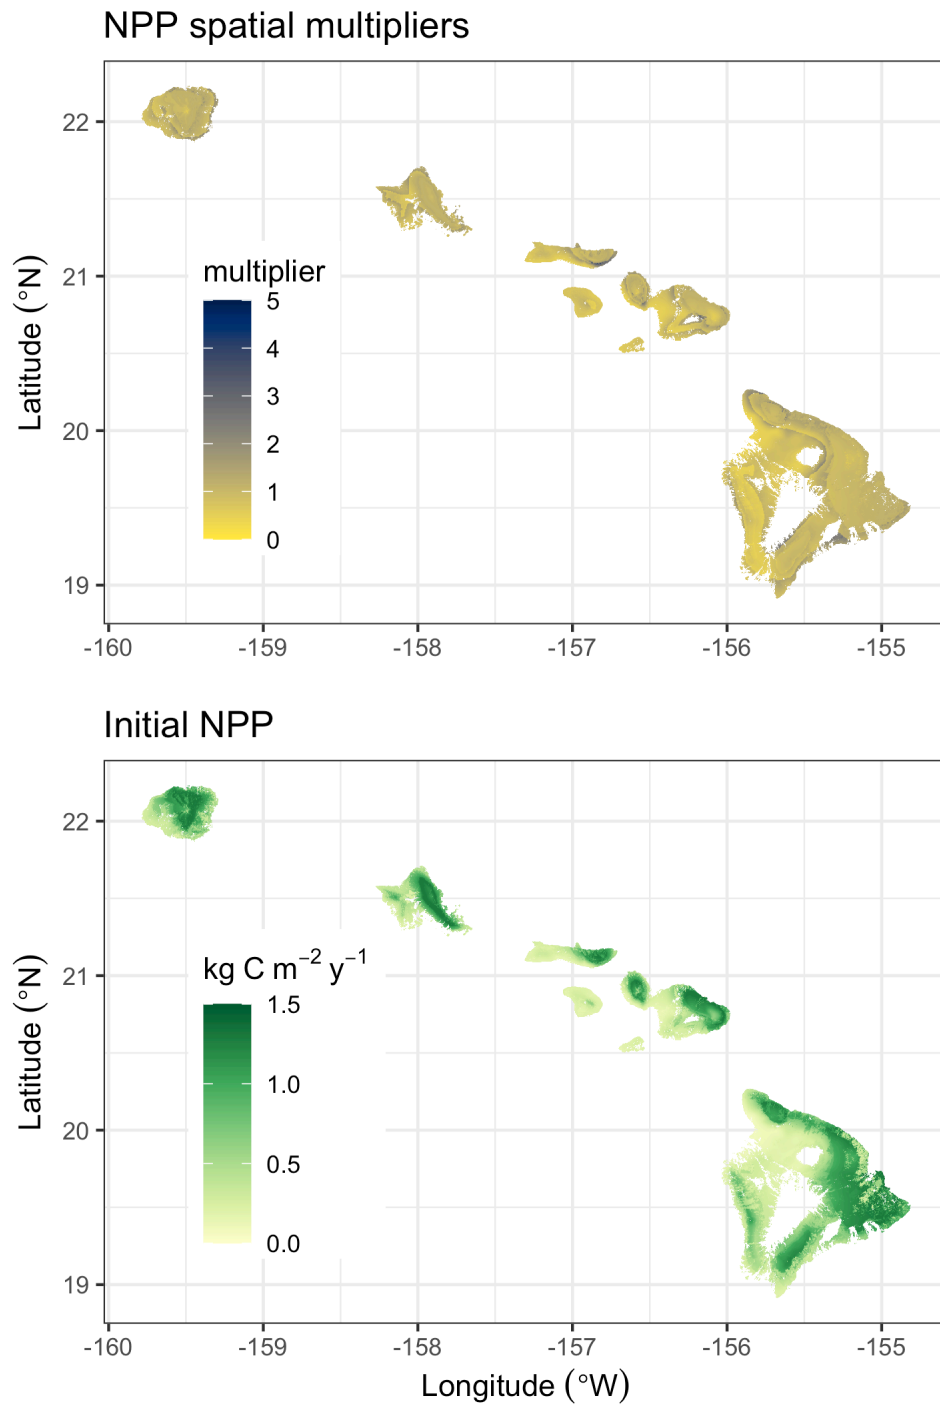 NPP spatial multipliers
22
21
20
19
Latitude (°N)
multiplier
5
4
3
2
1
0
-160 -159 -158 -157 -156 -155
Initial NPP
22
21
20
19
Latitude (°N)
kg C m⁻² y⁻¹
1.5
1.0
0.5
0.0
-160 -159 -158 -157 -156 -155
Longitude (°W)